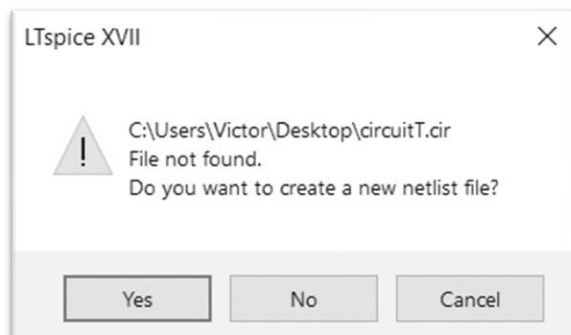 LTspice XVII
C:\Users\Victor\Desktop\circuitT.cir
File not found.
Do you want to create a new netlist file?
Yes
No
Cancel